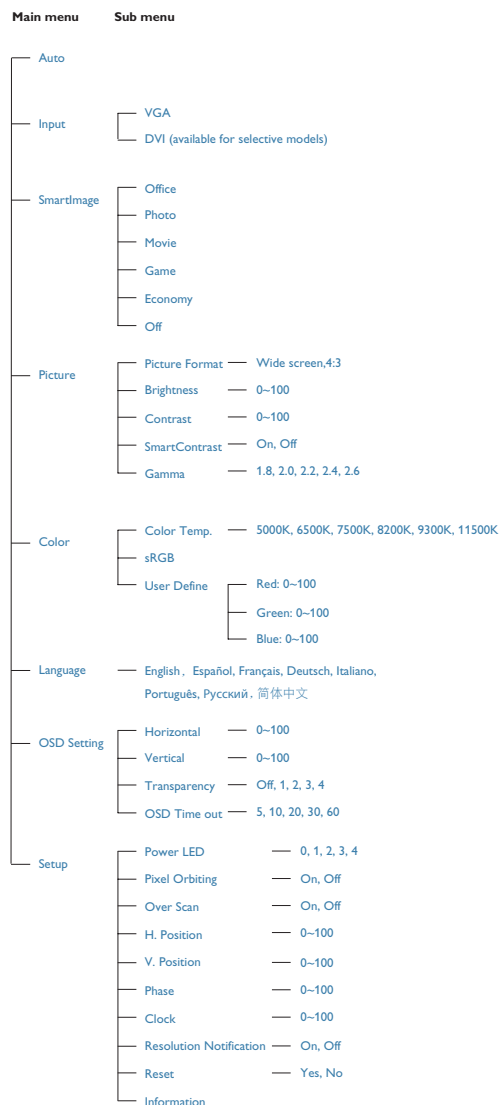 Main menu Sub menu
Auto
Input
VGA
DVI (available for selective models)
SmartImage
Office
Photo
Movie
Game
Economy
Off
Picture
Picture Format Wide screen,4:3
Brightness 0~100
Contrast 0~100
SmartContrast On, Off
Gamma 1.8, 2.0, 2.2, 2.4, 2.6
Color
Color Temp. 5000K, 6500K, 7500K, 8200K, 9300K, 11500K
sRGB
User Define Red: 0~100
Green: 0~100
Blue: 0~100
Language English, Español, Français, Deutsch, Italiano,
Português, Русский, 简体中文
OSD Setting
Horizontal 0~100
Vertical 0~100
Transparency Off, 1, 2, 3, 4
OSD Time out 5, 10, 20, 30, 60
Setup
Power LED 0, 1, 2, 3, 4
Pixel Orbiting On, Off
Over Scan On, Off
H. Position 0~100
V. Position 0~100
Phase 0~100
Clock 0~100
Resolution Notification On, Off
Reset Yes, No
Information